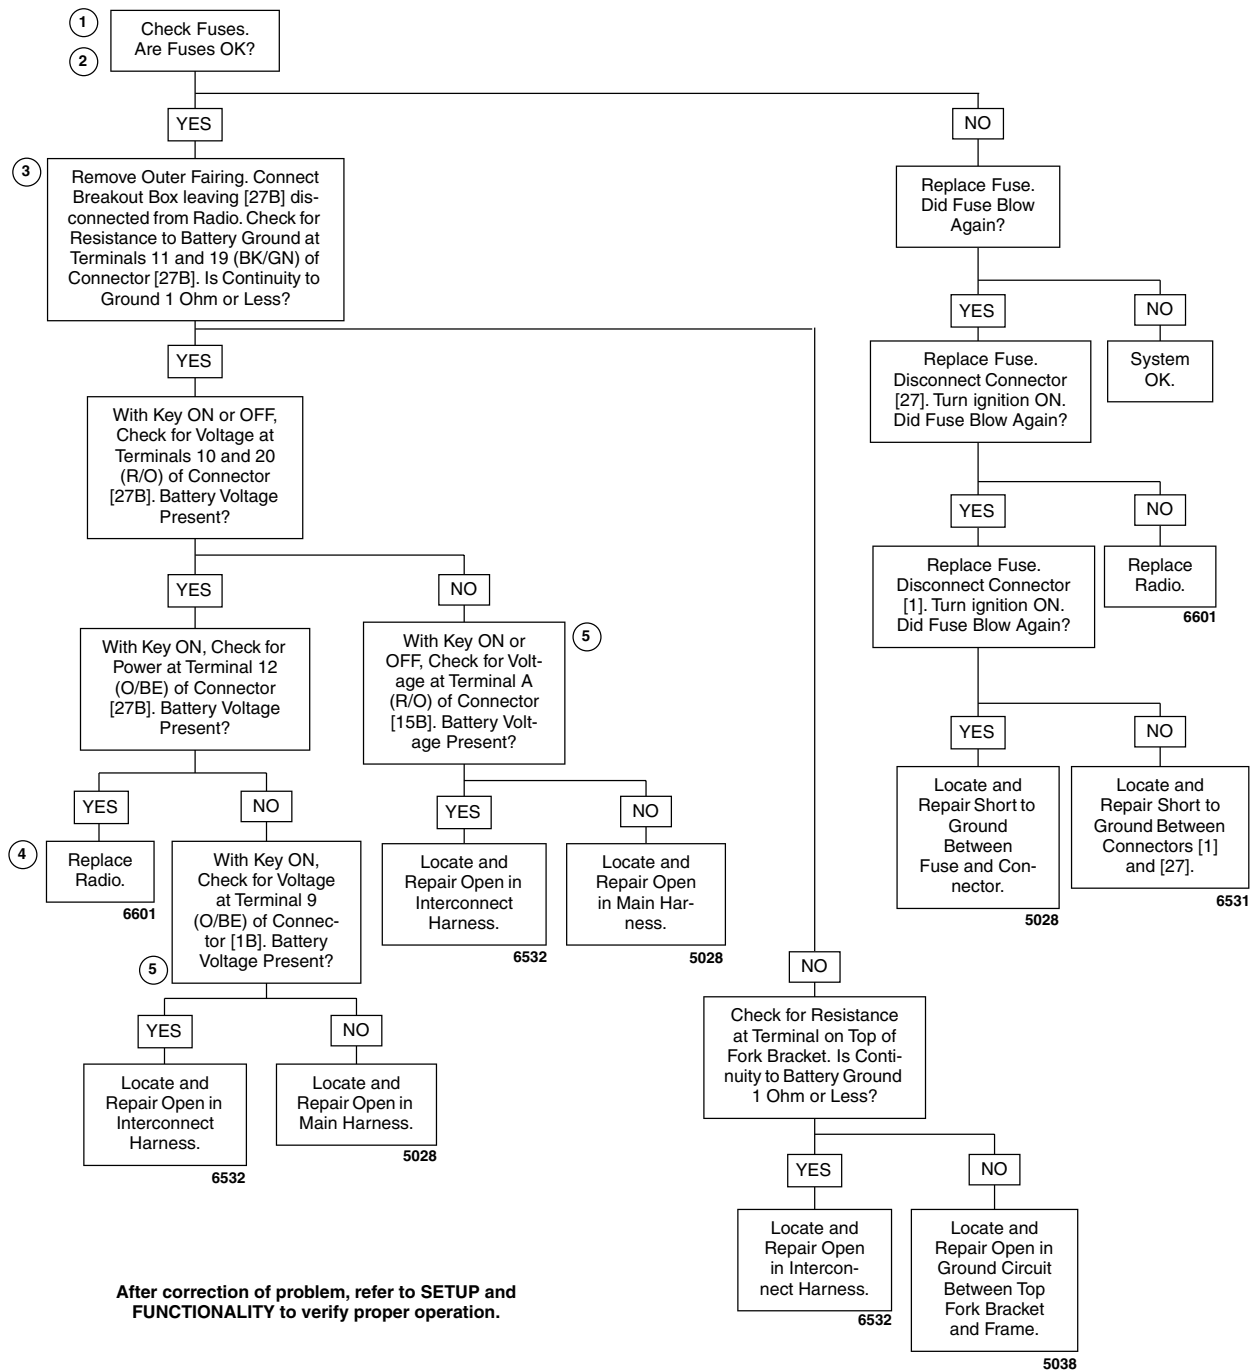 1
Check Fuses.
Are Fuses OK?
2
YES
NO
3
Remove Outer Fairing. Connect
Breakout Box leaving [27B] dis-
connected from Radio. Check for
Resistance to Battery Ground at
Terminals 11 and 19 (BK/GN) of
Connector [27B]. Is Continuity to
Ground 1 Ohm or Less?
Replace Fuse.
Did Fuse Blow
Again?
YES
NO
YES
Replace Fuse.
Disconnect Connector
[27]. Turn ignition ON.
Did Fuse Blow Again?
System
OK.
With Key ON or OFF,
Check for Voltage at
Terminals 10 and 20
(R/O) of Connector
[27B]. Battery Voltage
Present?
YES
NO
Replace Fuse.
Disconnect Connector
[1]. Turn ignition ON.
Did Fuse Blow Again?
Replace
Radio.
6601
YES
NO
With Key ON, Check for
Power at Terminal 12
(O/BE) of Connector
[27B]. Battery Voltage
Present?
With Key ON or
OFF, Check for Volt-
age at Terminal A
(R/O) of Connector
[15B]. Battery Volt-
age Present?
5
YES
NO
Locate and
Repair Short to
Ground
Between
Fuse and Con-
nector.
5028
Locate and
Repair Short to
Ground Between
Connectors [1]
and [27].
6531
YES
NO
YES
NO
4
Replace
Radio.
6601
With Key ON,
Check for Voltage
at Terminal 9
(O/BE) of Connec-
tor [1B]. Battery
Voltage Present?
5
Locate and
Repair Open in
Interconnect
Harness.
6532
Locate and
Repair Open
in Main Har-
ness.
5028
NO
YES
NO
Check for Resistance
at Terminal on Top of
Fork Bracket. Is Conti-
nuity to Battery Ground
1 Ohm or Less?
Locate and
Repair Open in
Interconnect
Harness.
6532
Locate and
Repair Open in
Main Harness.
5028
YES
NO
Locate and
Repair Open
in Intercon-
nect Harness.
6532
Locate and
Repair Open in
Ground Circuit
Between Top
Fork Bracket
and Frame.
5038
After correction of problem, refer to SETUP and
FUNCTIONALITY to verify proper operation.